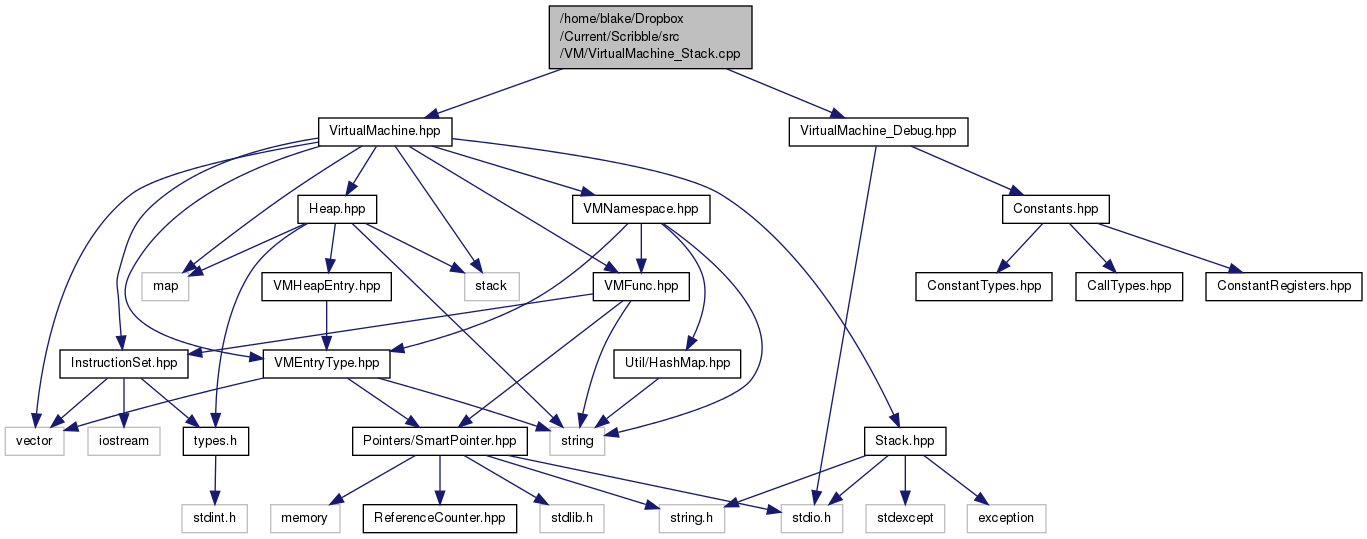 /home/blake/Dropbox
/Current/Scribble/src
/VM/VirtualMachine_Stack.cpp
VirtualMachine.hpp
VirtualMachine_Debug.hpp
Heap.hpp
VMNamespace.hpp
Constants.hpp
map
VMHeapEntry.hpp
stack
VMFunc.hpp
ConstantTypes.hpp
CallTypes.hpp
ConstantRegisters.hpp
InstructionSet.hpp
VMEntryType.hpp
Util/HashMap.hpp
vector
iostream
types.h
Pointers/SmartPointer.hpp
string
Stack.hpp
stdint.h
memory
ReferenceCounter.hpp
stdlib.h
string.h
stdio.h
stdexcept
exception